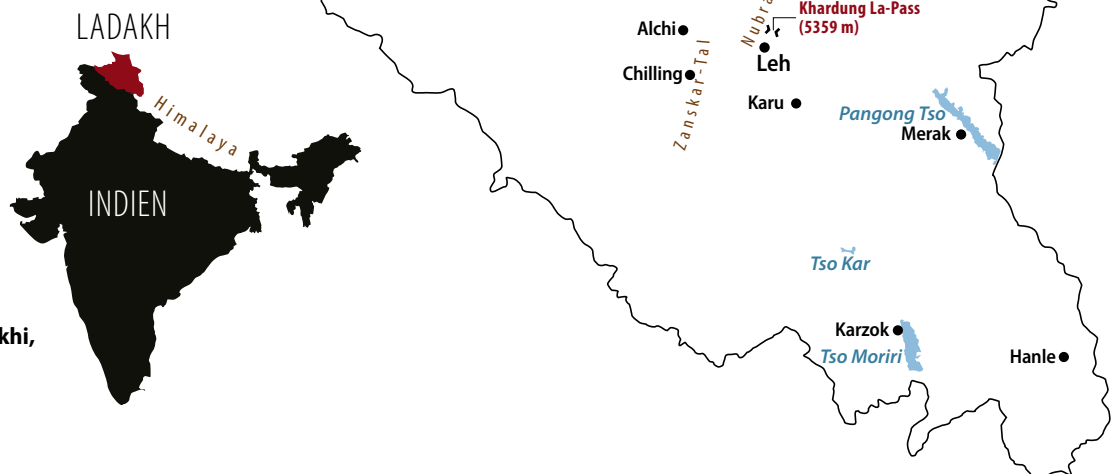 LADAKH
Himalaya
INDIEN
khi,
Khardung La-Pass
(5359 m)
Nubra
Alchi
Leh
Chilling
Zanskar-Tal
Karu
Pangong Tso
Merak
Tso Kar
Karzok
Tso Moriri
Hanle